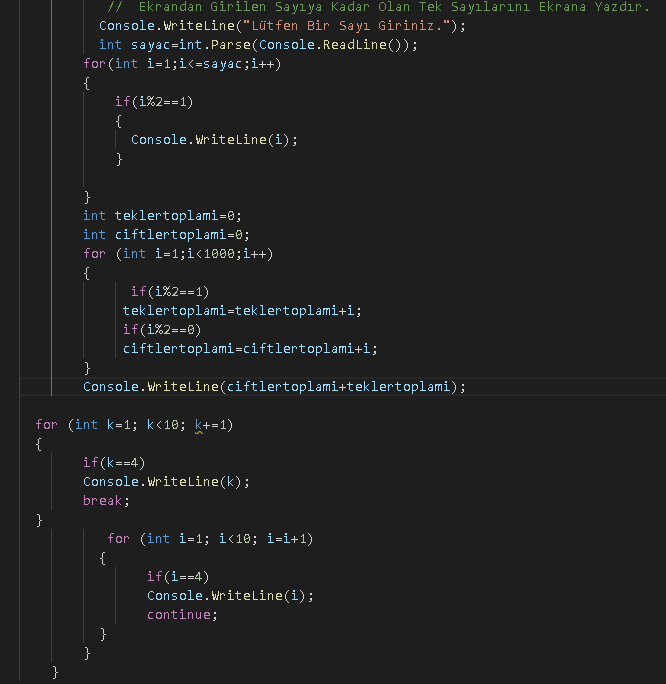 //  Ekrandan Girilen Sayıya Kadar Olan Tek Sayılarını Ekrana Yazdır.
Console.WriteLine("Lütfen Bir Sayı Giriniz.");
int sayac=int.Parse(Console.ReadLine());
for(int i=1;i<=sayac;i++)
{
if(i%2==1)
{
Console.WriteLine(i);
}
}
int teklertoplami=0;
int ciftlertoplami=0;
for (int i=1;i<1000;i++)
{
if(i%2==1)
teklertoplami=teklertoplami+i;
if(i%2==0)
ciftlertoplami=ciftlertoplami+i;
}
Console.WriteLine(ciftlertoplami+teklertoplami);
for (int k=1; k<10; k+=1)
{
if(k==4)
Console.WriteLine(k);
break;
}
for (int i=1; i<10; i=i+1)
{
if(i==4)
Console.WriteLine(i);
continue;
}
}
}